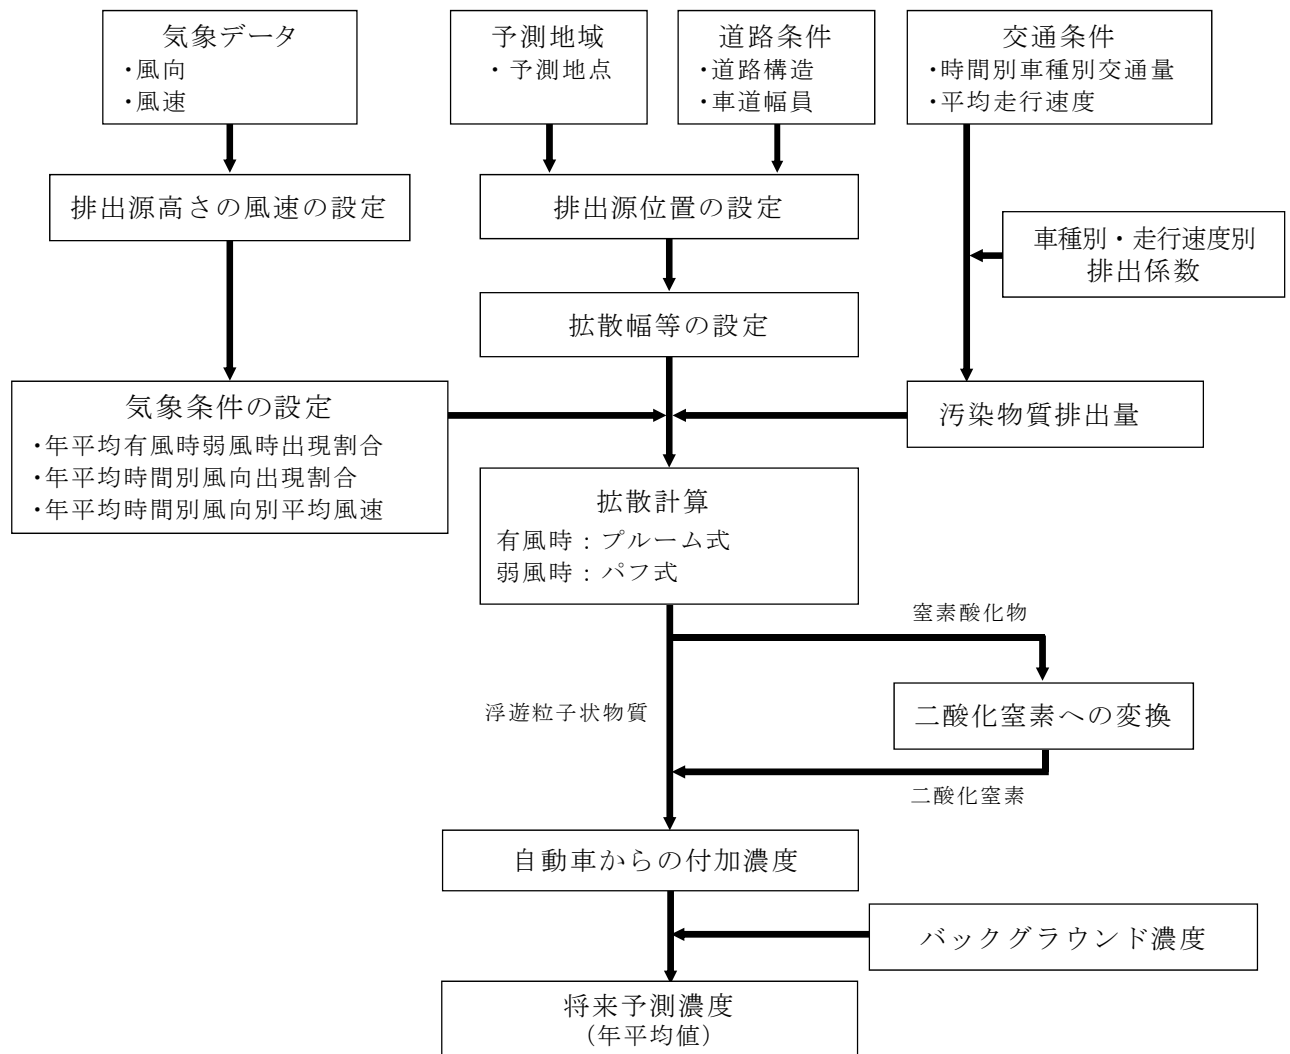 気象データ
・風向
・風速
予測地域
・予測地点
道路条件
・道路構造
・車道幅員
交通条件
・時間別車種別交通量
・平均走行速度
排出源高さの風速の設定
排出源位置の設定
車種別・走行速度別
排出係数
拡散幅等の設定
気象条件の設定
・年平均有風時弱風時出現割合
・年平均時間別風向出現割合
・年平均時間別風向別平均風速
汚染物質排出量
拡散計算
有風時：プルーム式
弱風時：パフ式
窒素酸化物
浮遊粒子状物質
二酸化窒素への変換
二酸化窒素
自動車からの付加濃度
バックグラウンド濃度
将来予測濃度
（年平均値）